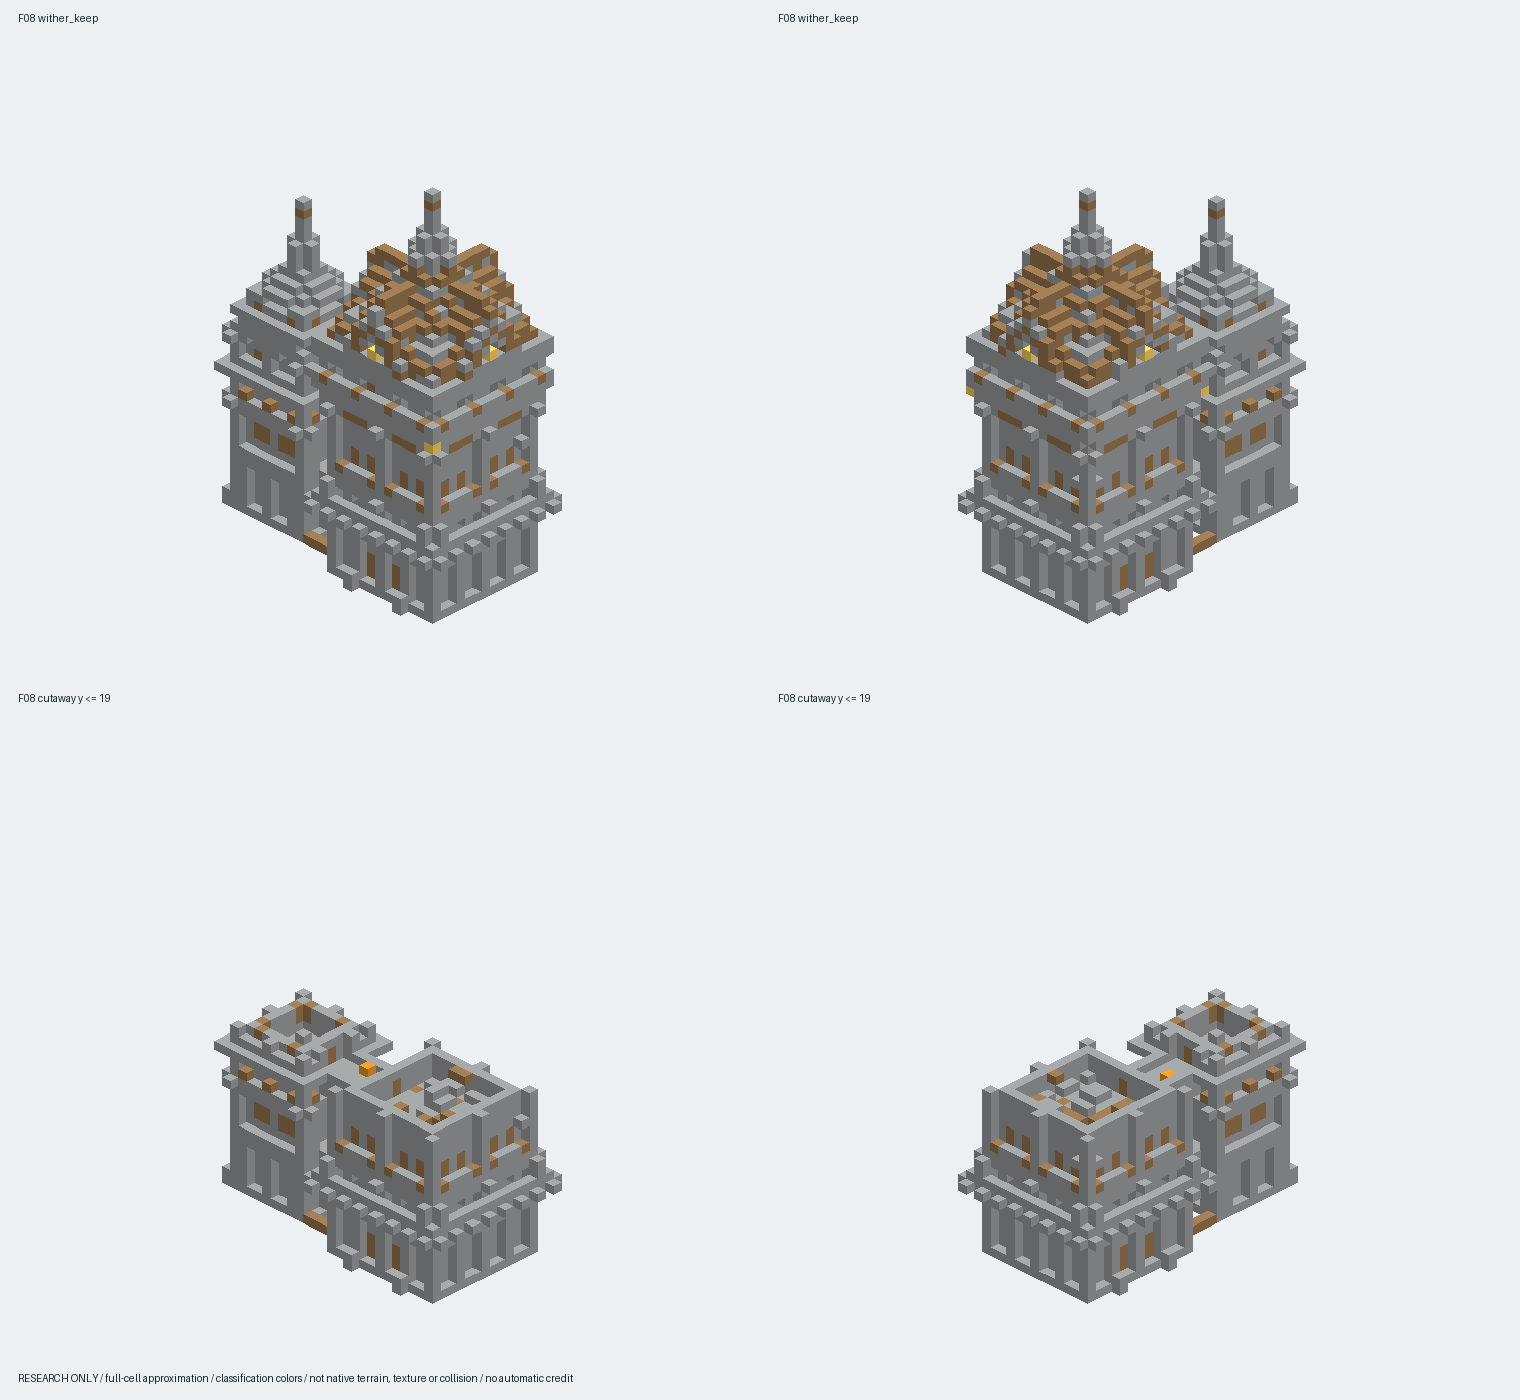 F08 wither_keep
F08 wither_keep
F08 cutaway y <= 19
F08 cutaway y <= 19
RESEARCH ONLY / full-cell approximation / classification colors / not native terrain, texture or collision / no automatic credit